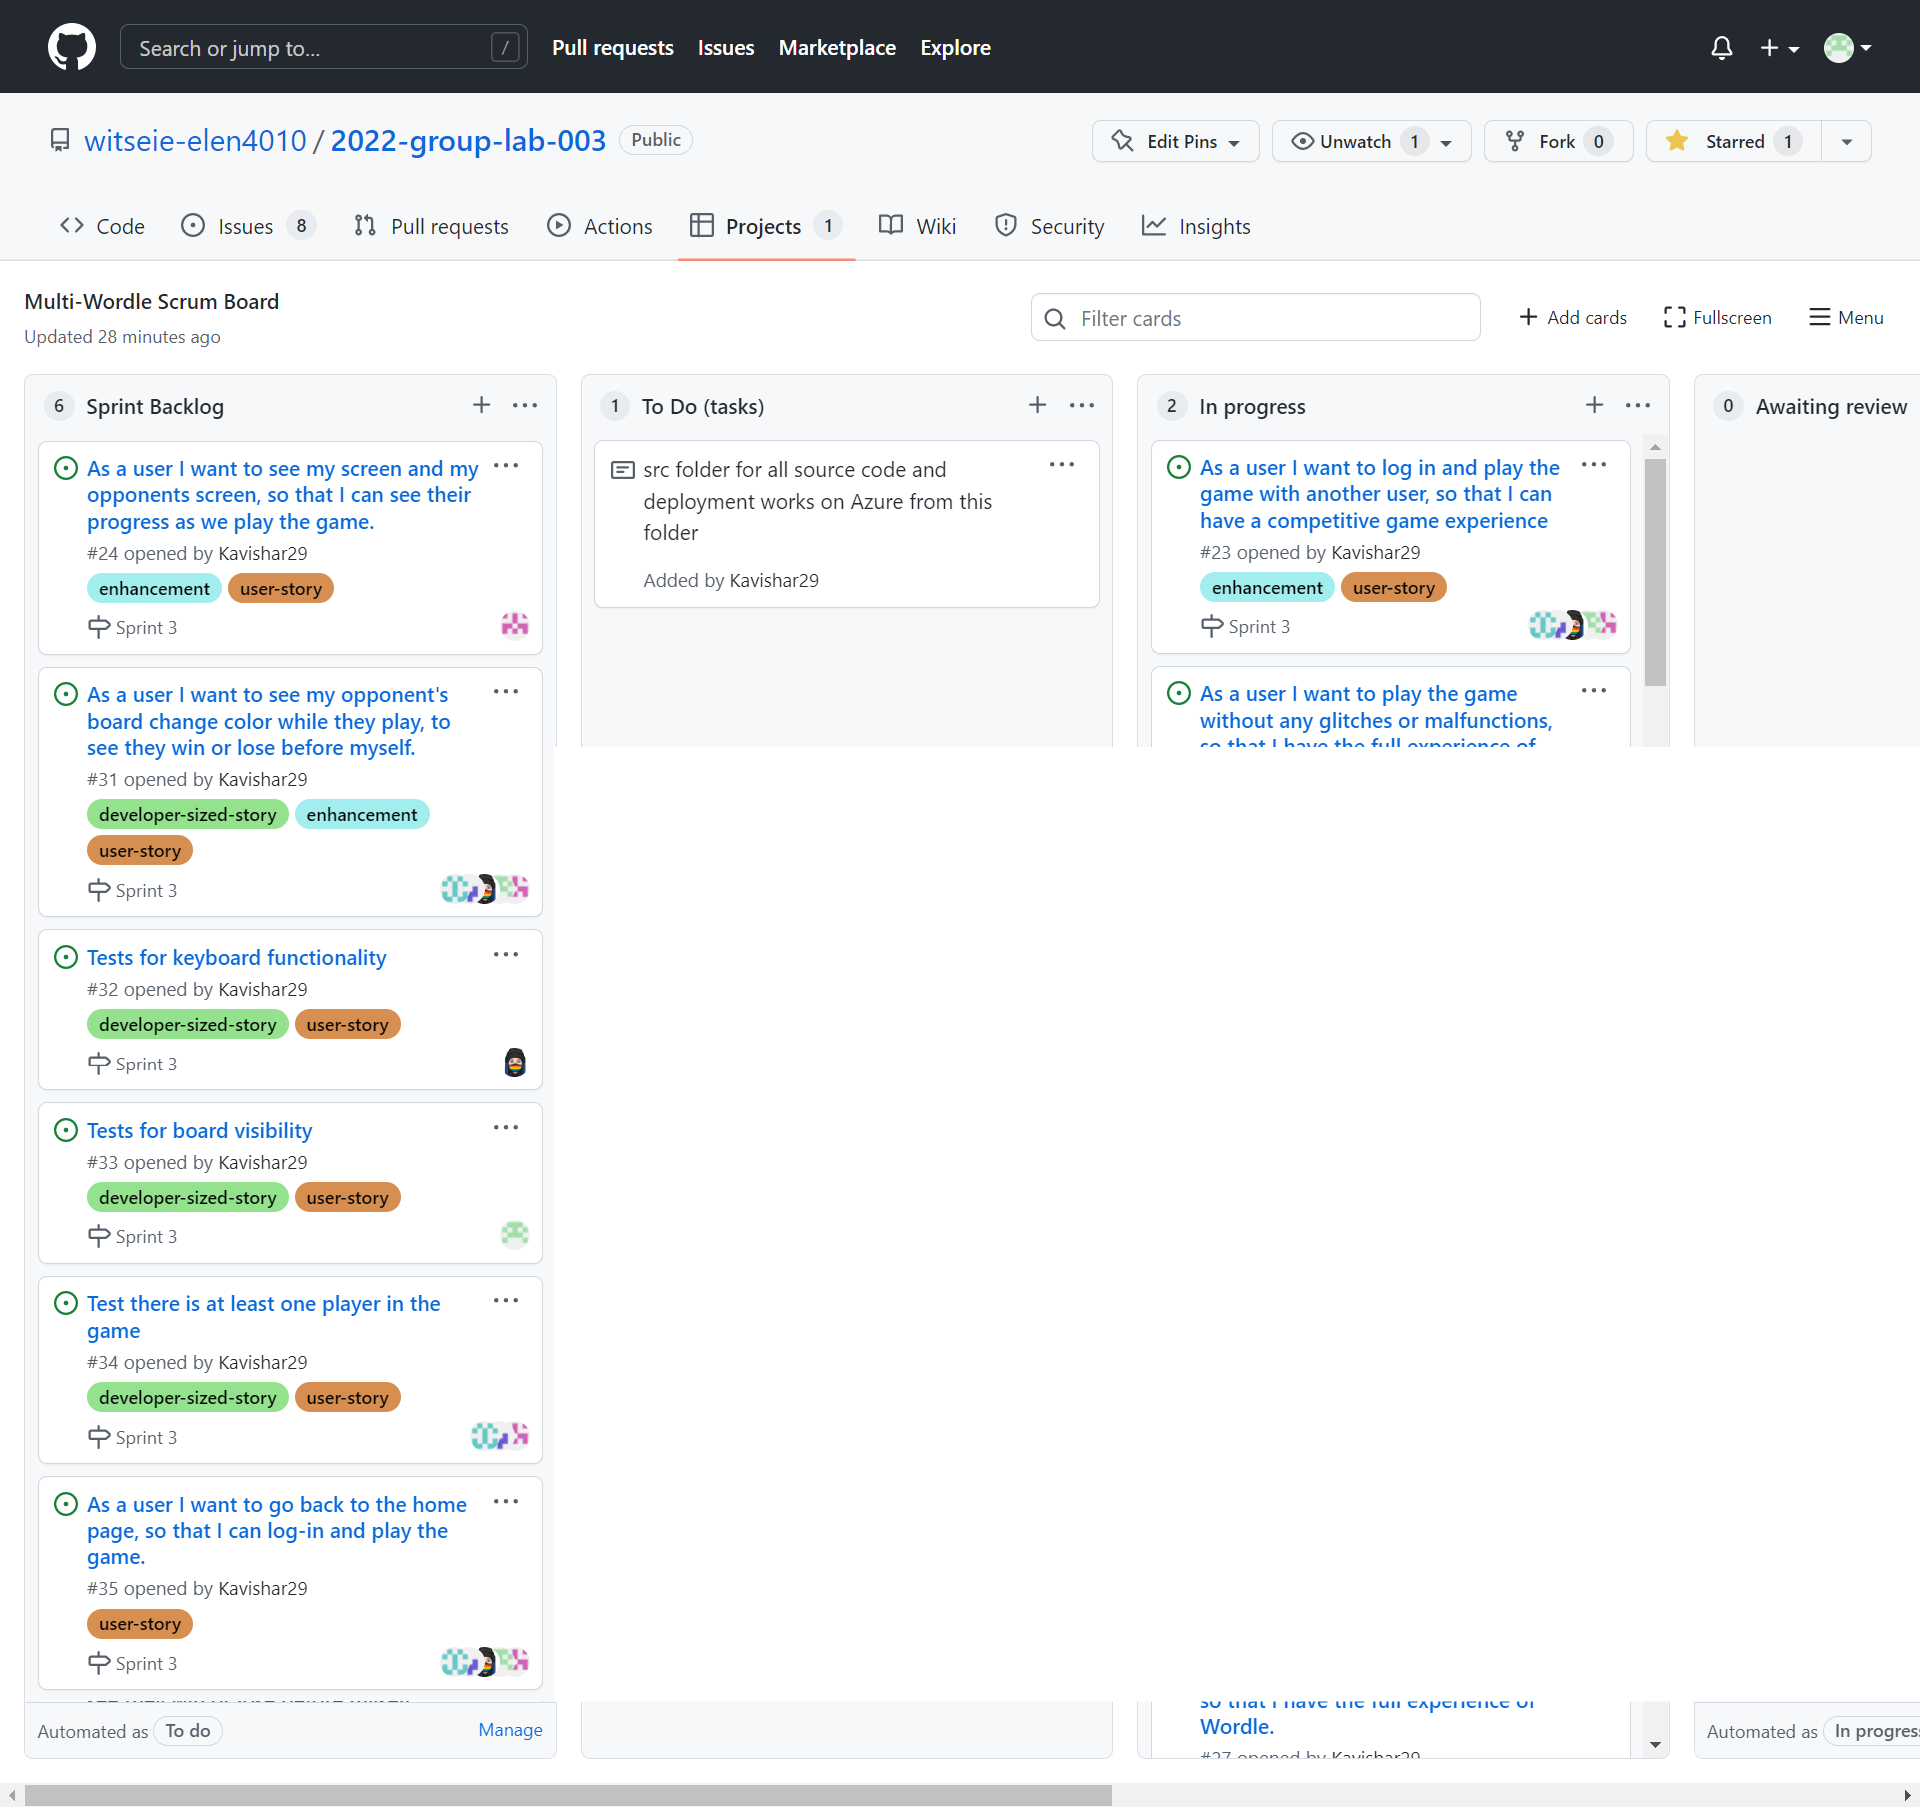 Search or jump to... /
Pull requests Issues Marketplace Explore
witseie-elen4010 / 2022-group-lab-003 Public
Edit Pins Unwatch 1 Fork 0 Starred 1
Code Issues 8 Pull requests Actions Projects 1 Wiki Security Insights
Multi-Wordle Scrum Board
Updated 28 minutes ago
Filter cards
Add cards Fullscreen Menu
6 Sprint Backlog
As a user I want to see my screen and my
opponents screen, so that I can see their
progress as we play the game.
#24 opened by Kavishar29
enhancement user-story
Sprint 3
As a user I want to see my opponent's
board change color while they play, to
see they win or lose before myself.
#31 opened by Kavishar29
developer-sized-story enhancement
user-story
Sprint 3
Tests for keyboard functionality
#32 opened by Kavishar29
developer-sized-story user-story
Sprint 3
Tests for board visibility
#33 opened by Kavishar29
developer-sized-story user-story
Sprint 3
Test there is at least one player in the
game
#34 opened by Kavishar29
developer-sized-story user-story
Sprint 3
As a user I want to go back to the home
page, so that I can log-in and play the
game.
#35 opened by Kavishar29
user-story
Sprint 3
Automated as To do Manage
1 To Do (tasks)
src folder for all source code and
deployment works on Azure from this
folder
Added by Kavishar29
2 In progress
As a user I want to log in and play the
game with another user, so that I can
have a competitive game experience
#23 opened by Kavishar29
enhancement user-story
Sprint 3
As a user I want to play the game
without any glitches or malfunctions,
so that I have the full experience of
so that I have the full experience of
Wordle.
#27 opened by Kavishar29
0 Awaiting review
Automated as In progress